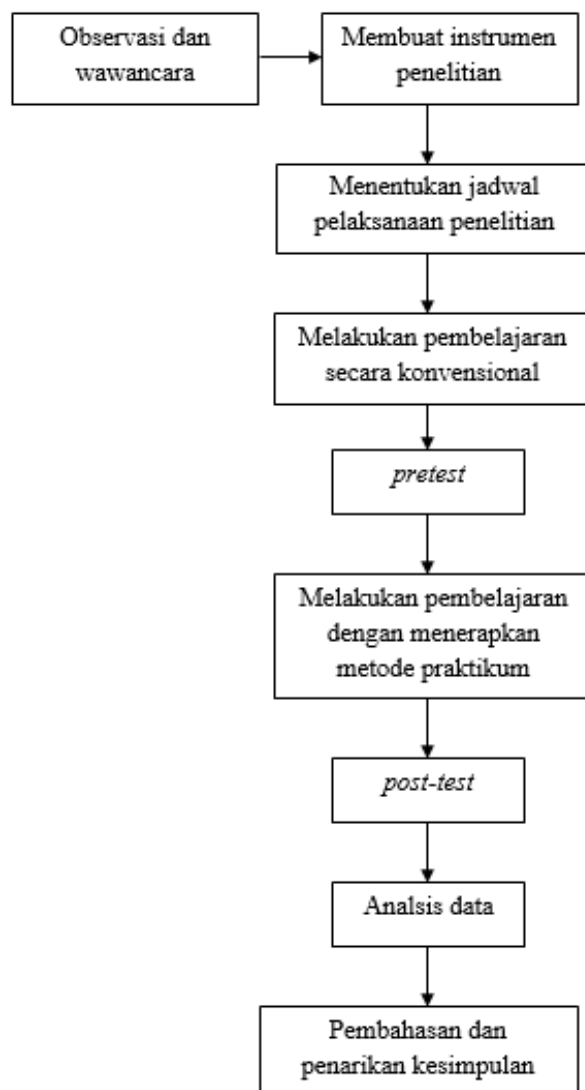 Observasi dan
wawancara
Membuat instrumen
penelitian
Menentukan jadwal
pelaksanaan penelitian
Melakukan pembelajaran
secara konvensional
pretest
Melakukan pembelajaran
dengan menerapkan
metode praktikum
post-test
Analsis data
Pembahasan dan
penarikan kesimpulan